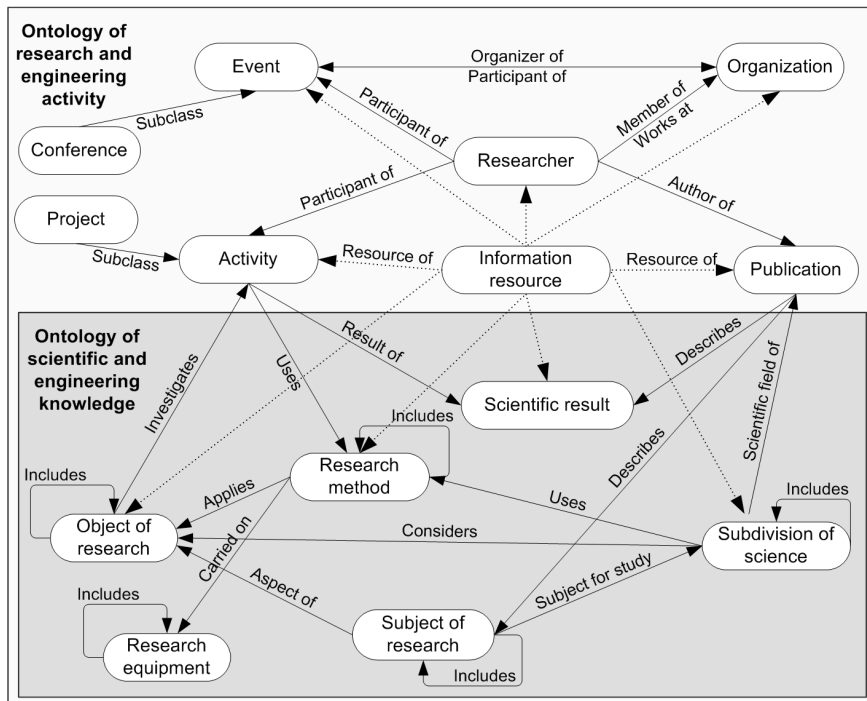 Ontology of
research and
engineering
activity
Event
Organizer of
Participant of
Organization
Subclass
Conference
Participant of
Member of
Works at
Researcher
Project
Participant of
Author of
Subclass
Activity
Resource of
Information
resource
Resource of
Publication
Ontology of
scientific and
engineering
knowledge
Investigates
Uses
Result of
Scientific result
Describes
Describes
Scientific field of
Includes
Research
method
Includes
Object of
research
Applies
Carried on
Uses
Considers
Includes
Subdivision of
science
Aspect of
Subject for study
Includes
Research
equipment
Subject of
research
Includes